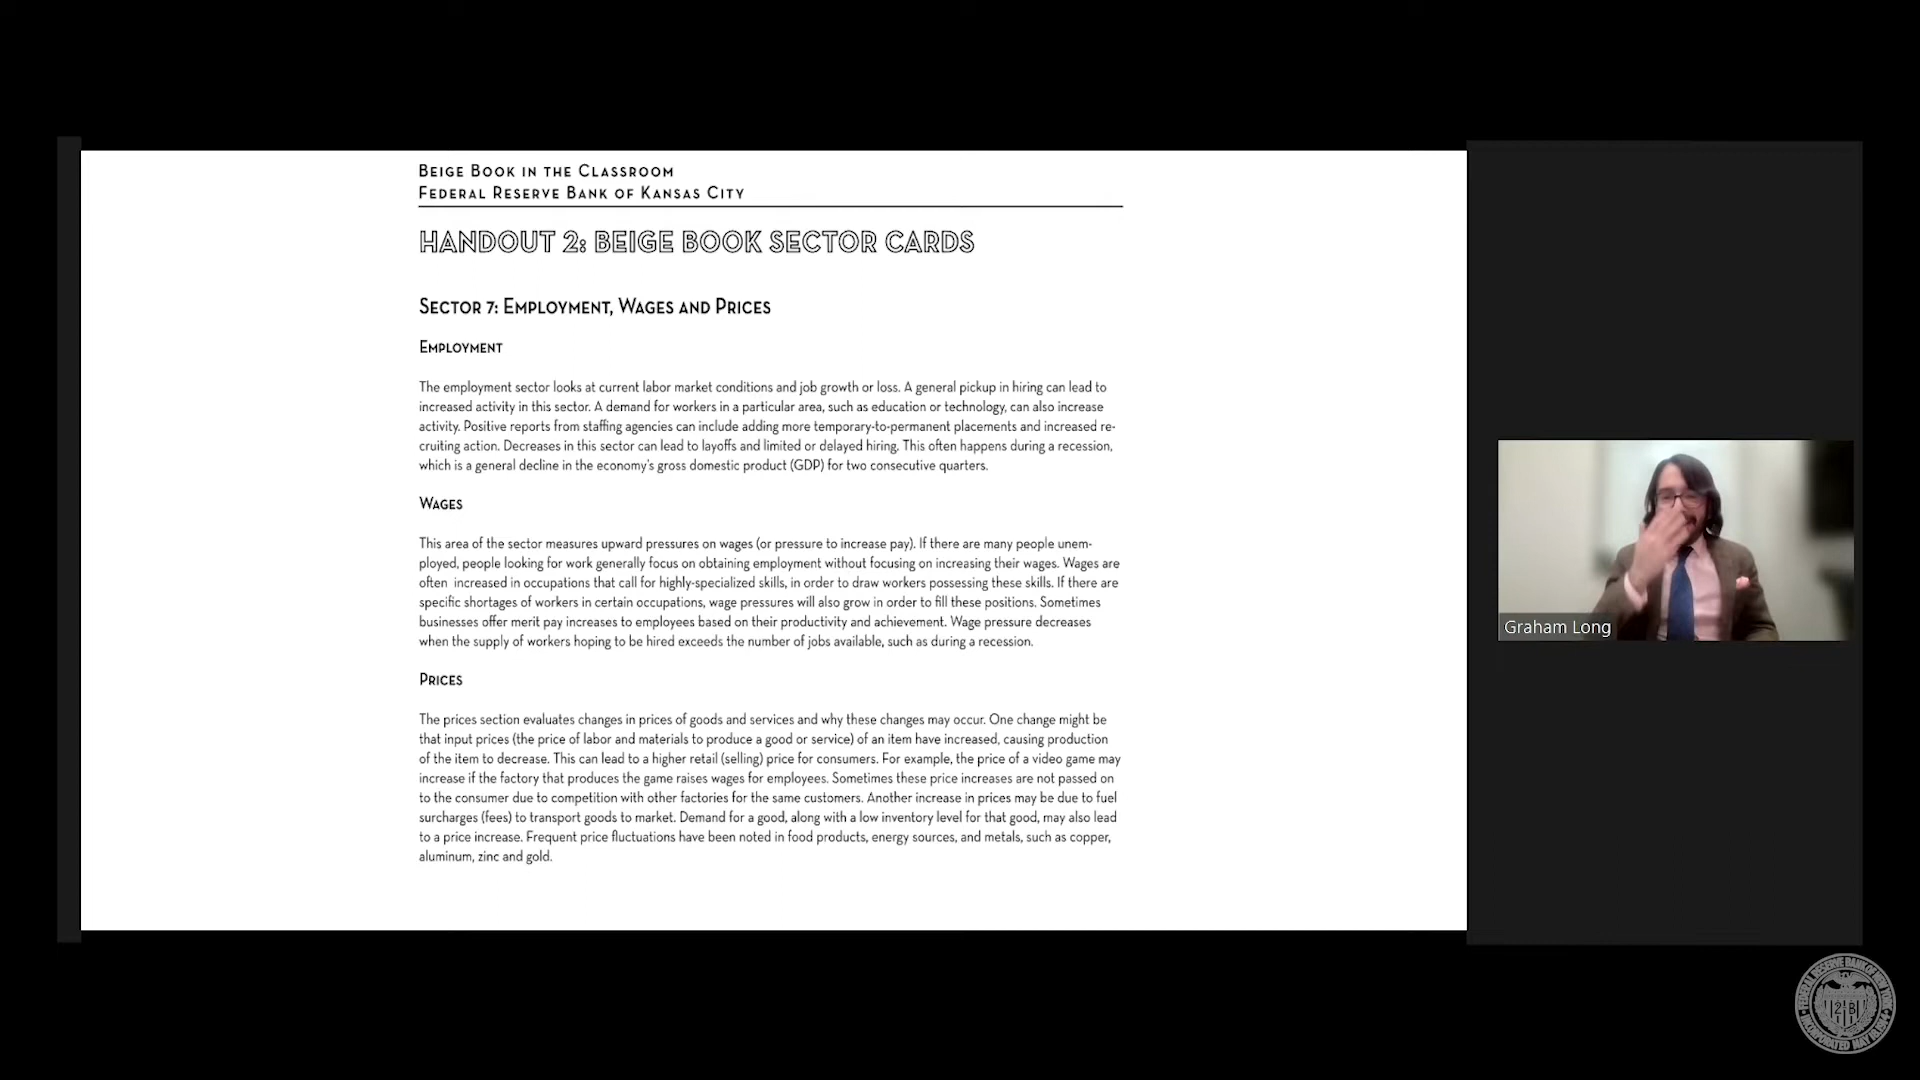 BEIGE BOOK IN THE CLASSROOM
FEDERAL RESERVE BANK OF KANSAS CITY
HANDOUT 2: BEIGE BOOK SECTOR CARDS
SECTOR 7: EMPLOYMENT, WAGES AND PRICES
EMPLOYMENT
The employment sector looks at current labor market conditions and job growth or loss. A general pickup in hiring can lead to
increased activity in this sector. A demand for workers in a particular area, such as education or technology, can also increase
activity. Positive reports from staffing agencies can include adding more temporary-to-permanent placements and increased re-
cruiting action. Decreases in this sector can lead to layoffs and limited or delayed hiring. This often happens during a recession,
which is a general decline in the economy's gross domestic product (GDP) for two consecutive quarters.
WAGES
This area of the sector measures upward pressures on wages (or pressure to increase pay). If there are many people unem-
ployed, people looking for work generally focus on obtaining employment without focusing on increasing their wages. Wages are
often increased in occupations that call for highly-specialized skills, in order to draw workers possessing these skills. If there are
specific shortages of workers in certain occupations, wage pressures will also grow in order to fill these positions. Sometimes
businesses offer merit pay increases to employees based on their productivity and achievement. Wage pressure decreases
when the supply of workers hoping to be hired exceeds the number of jobs available, such as during a recession.
PRICES
The prices section evaluates changes in prices of goods and services and why these changes may occur. One change might be
that input prices (the price of labor and materials to produce a good or service) of an item have increased, causing production
of the item to decrease. This can lead to a higher retail (selling) price for consumers. For example, the price of a video game may
increase if the factory that produces the game raises wages for employees. Sometimes these price increases are not passed on
to the consumer due to competition with other factories for the same customers. Another increase in prices may be due to fuel
surcharges (fees) to transport goods to market. Demand for a good, along with a low inventory level for that good, may also lead
to a price increase. Frequent price fluctuations have been noted in food products, energy sources, and metals, such as copper,
aluminum, zinc and gold.
Graham Long
FEDERAL RESERVE BANK OF NEW YORK